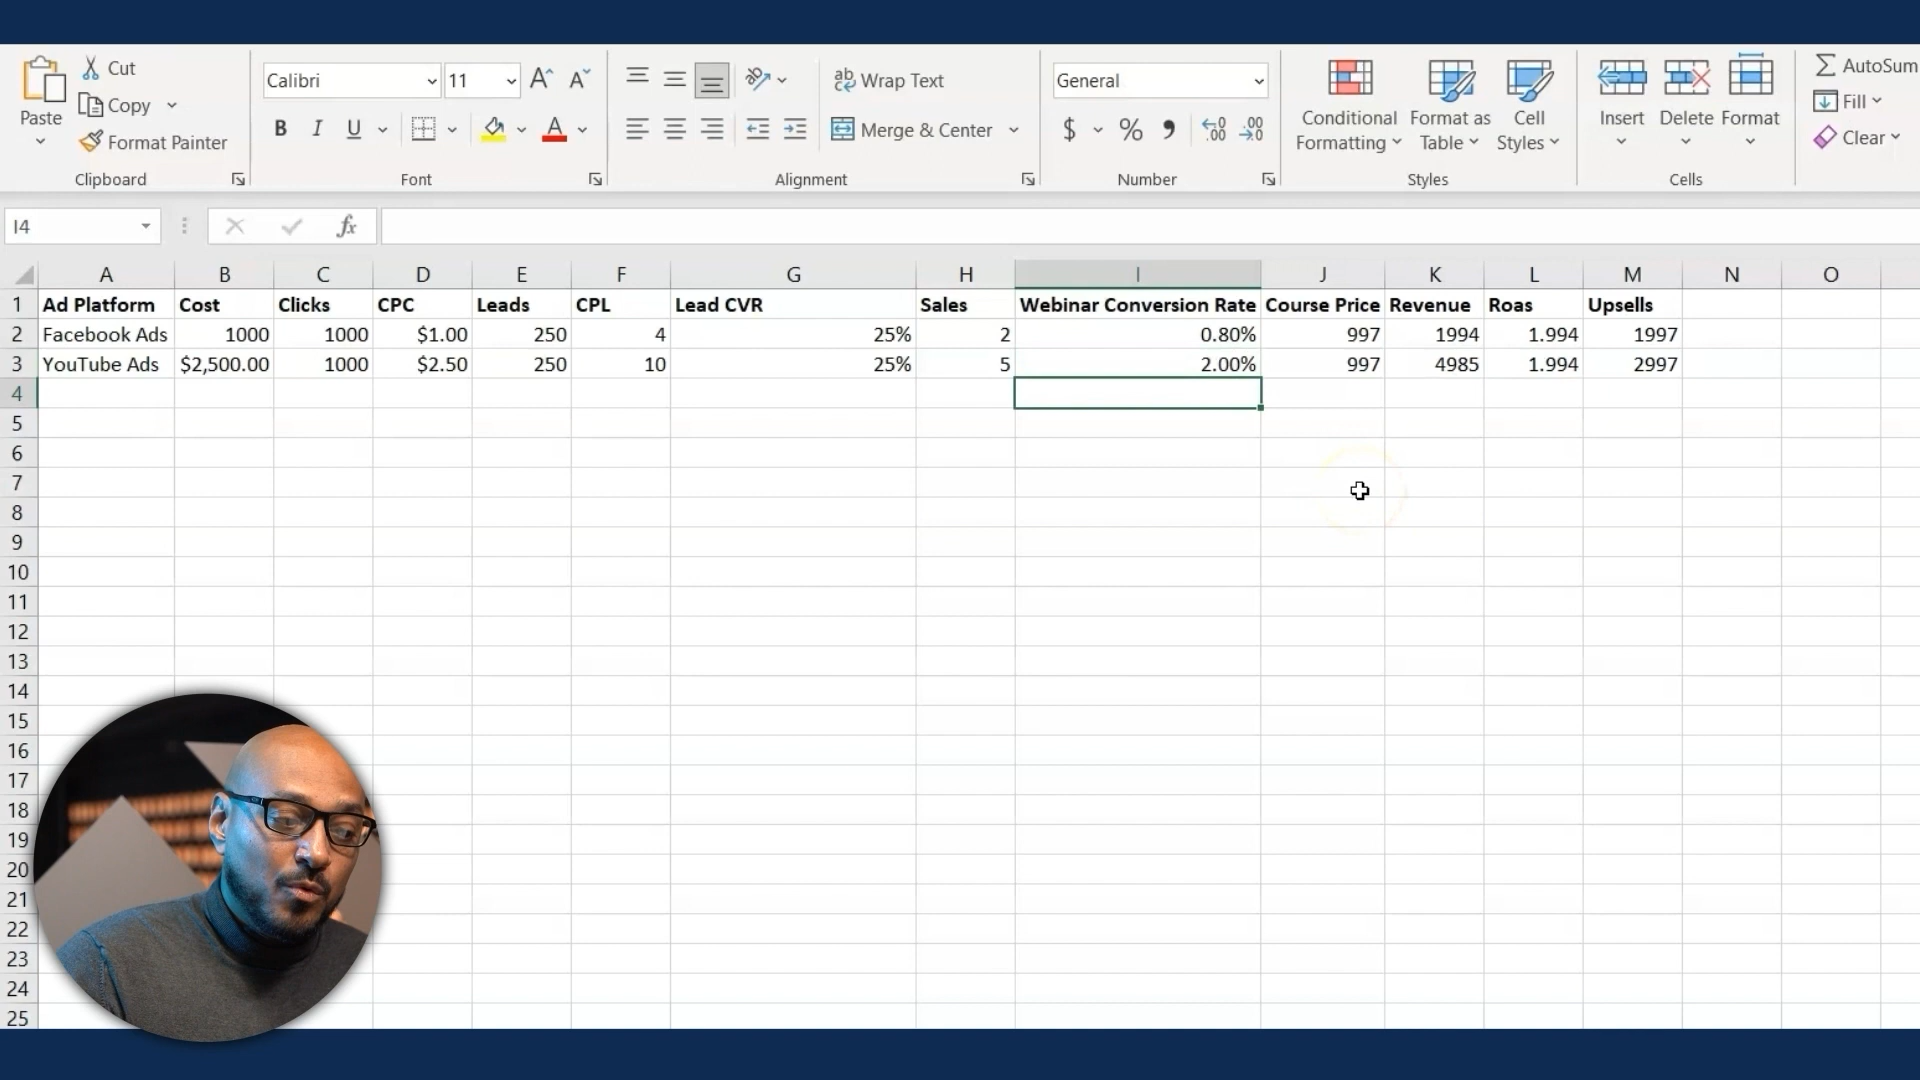 Cut
AutoSum
Calibri 11 Wrap Text General
Paste Copy Conditional Format as Cell Insert Delete Format Fill
B I U Merge & Center $ % Formatting Table Styles Clear
Format Painter
Clipboard Font Alignment Number Styles Cells
I4 fx
A B C D E F G H I J K L M N O
1 Ad Platform Cost Clicks CPC Leads CPL Lead CVR Sales Webinar Conversion Rate Course Price Revenue Roas Upsells
2 Facebook Ads 1000 1000 $1.00 250 4 25% 2 0.80% 997 1994 1.994 1997
3 YouTube Ads $2,500.00 1000 $2.50 250 10 25% 5 2.00% 997 4985 1.994 2997
4
5
6
7
8
9
10
11
12
13
14
15
16
17
18
19
20
21
22
23
24
25